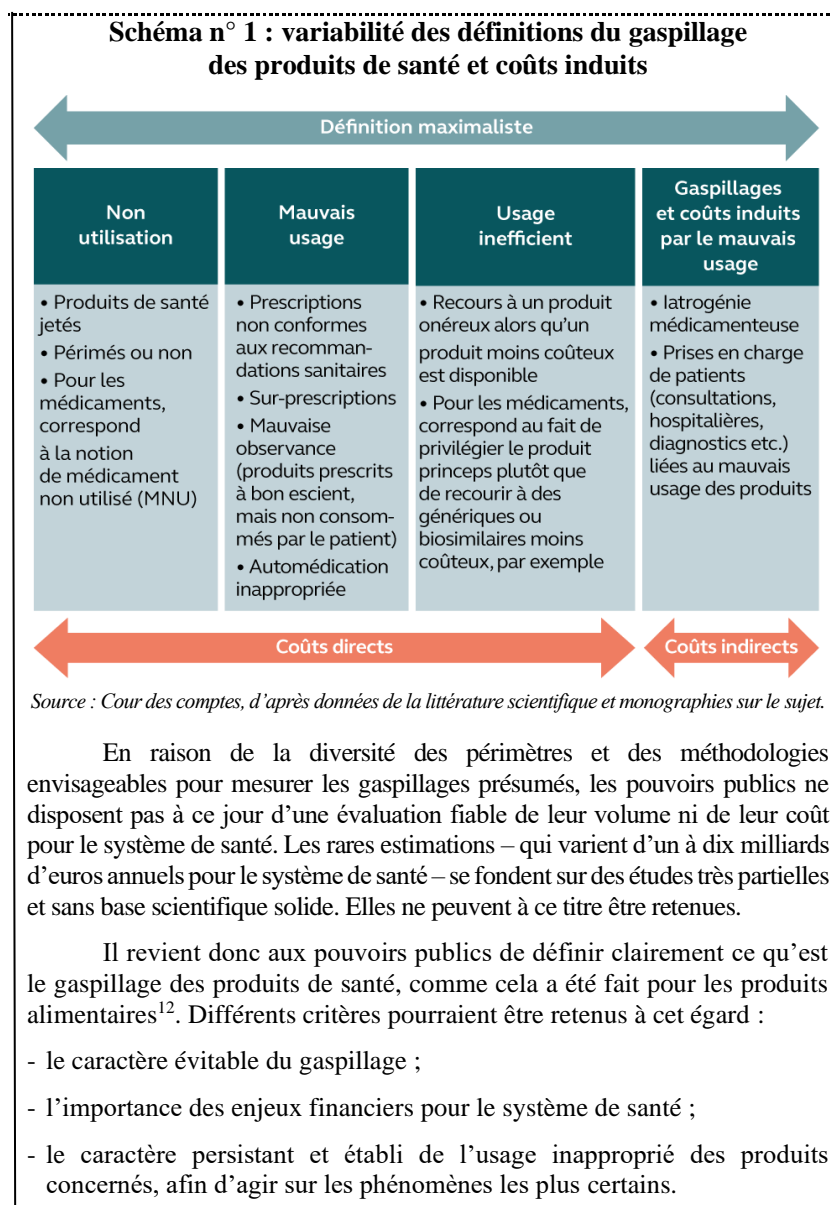 Schéma n° 1 : variabilité des définitions du gaspillage
des produits de santé et coûts induits
Définition maximaliste
Non
utilisation
• Produits de santé
jetés
• Périmés ou non
• Pour les
médicaments,
correspond
à la notion
de médicament
non utilisé (MNU)
Mauvais
usage
• Prescriptions
non conformes
aux recomman-
dations sanitaires
• Sur-prescriptions
• Mauvaise
observance
(produits prescrits
à bon escient,
mais non consom-
més par le patient)
• Automédication
inappropriée
Usage
inefficient
• Recours à un produit
onéreux alors qu'un
produit moins coûteux
est disponible
• Pour les médicaments,
correspond au fait de
privilégier le produit
princeps plutôt que
de recourir à des
génériques ou
biosimilaires moins
coûteux, par exemple
Gaspillages
et coûts induits
par le mauvais
usage
• Iatrogénie
médicamenteuse
• Prises en charge
de patients
(consultations,
hospitalières,
diagnostics etc.)
liées au mauvais
usage des produits
Coûts directs
Coûts indirects
Source : Cour des comptes, d'après données de la littérature scientifique et monographies sur le sujet.
En raison de la diversité des périmètres et des méthodologies
envisageables pour mesurer les gaspillages présumés, les pouvoirs publics ne
disposent pas à ce jour d'une évaluation fiable de leur volume ni de leur coût
pour le système de santé. Les rares estimations – qui varient d'un à dix milliards
d'euros annuels pour le système de santé – se fondent sur des études très partielles
et sans base scientifique solide. Elles ne peuvent à ce titre être retenues.
Il revient donc aux pouvoirs publics de définir clairement ce qu'est
le gaspillage des produits de santé, comme cela a été fait pour les produits
alimentaires12. Différents critères pourraient être retenus à cet égard :
- le caractère évitable du gaspillage ;
- l'importance des enjeux financiers pour le système de santé ;
- le caractère persistant et établi de l'usage inapproprié des produits
concernés, afin d'agir sur les phénomènes les plus certains.